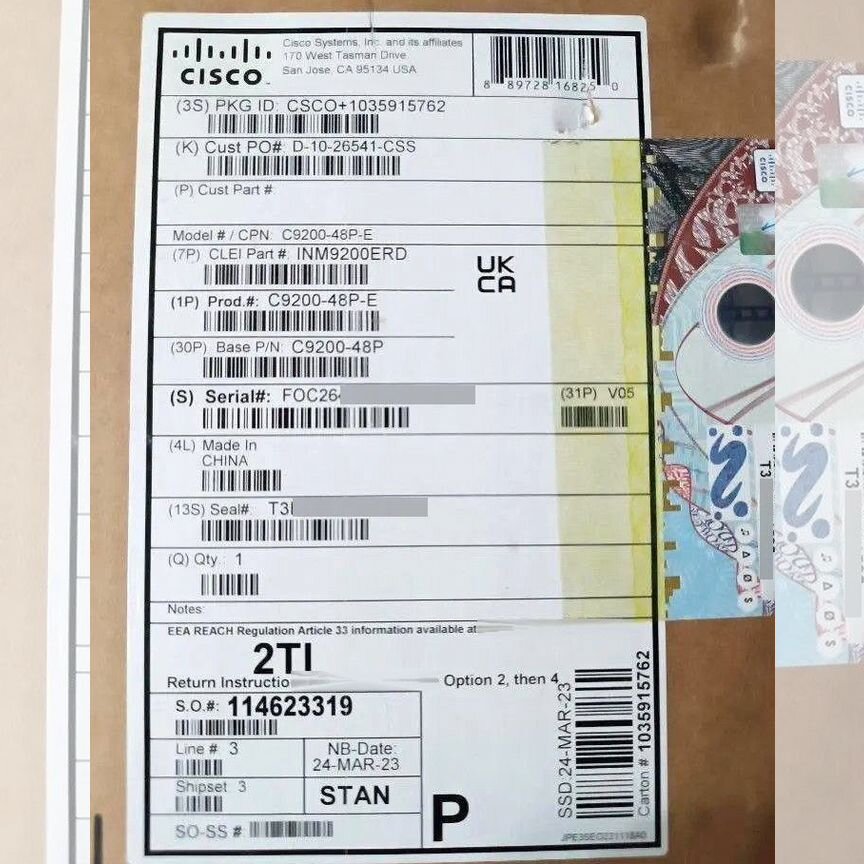 CISCO
Cisco Systems, Inc. and its affiliates
170 West Tasman Drive
San Jose, CA 95134 USA
8 89728 16825 0
(3S) PKG ID: CSCO+1035915762
(K) Cust PO# D-10-26541-CSS
(P) Cust Part #
Model # / CPN: C9200-48P-E
(7P) CLEI Part #: INM9200ERD
UK
CA
(1P) Prod.#: C9200-48P-E
(30P) Base P/N: C9200-48P
(S) Serial#: FOC26
(31P) V05
(4L) Made In
CHINA
(13S) Seal#: T3
(Q) Qty.: 1
Notes:
EEA REACH Regulation Article 33 information available at
2TI
Return Instructio
Option 2, then 4
S.O.#: 114623319
Line # 3
NB-Date:
24-MAR-23
Shipset 3
STAN
SO-SS #
P
SSD:24-MAR-23
Carton # 1035915762
CISCO
T3
CISCO
T3